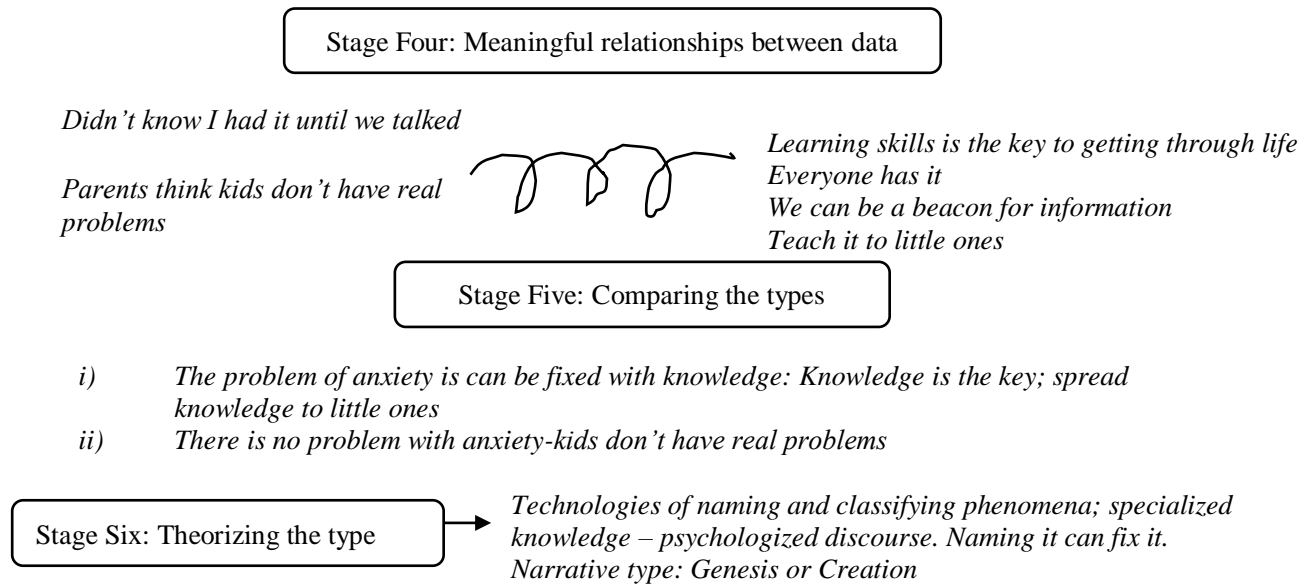 Stage Four: Meaningful relationships between data
Didn’t know I had it until we talked
Parents think kids don’t have real
problems
Learning skills is the key to getting through life
Everyone has it
We can be a beacon for information
Teach it to little ones
Stage Five: Comparing the types
i) The problem of anxiety is can be fixed with knowledge: Knowledge is the key; spread
knowledge to little ones
ii) There is no problem with anxiety-kids don’t have real problems
Stage Six: Theorizing the type
Technologies of naming and classifying phenomena; specialized
knowledge – psychologized discourse. Naming it can fix it.
Narrative type: Genesis or Creation